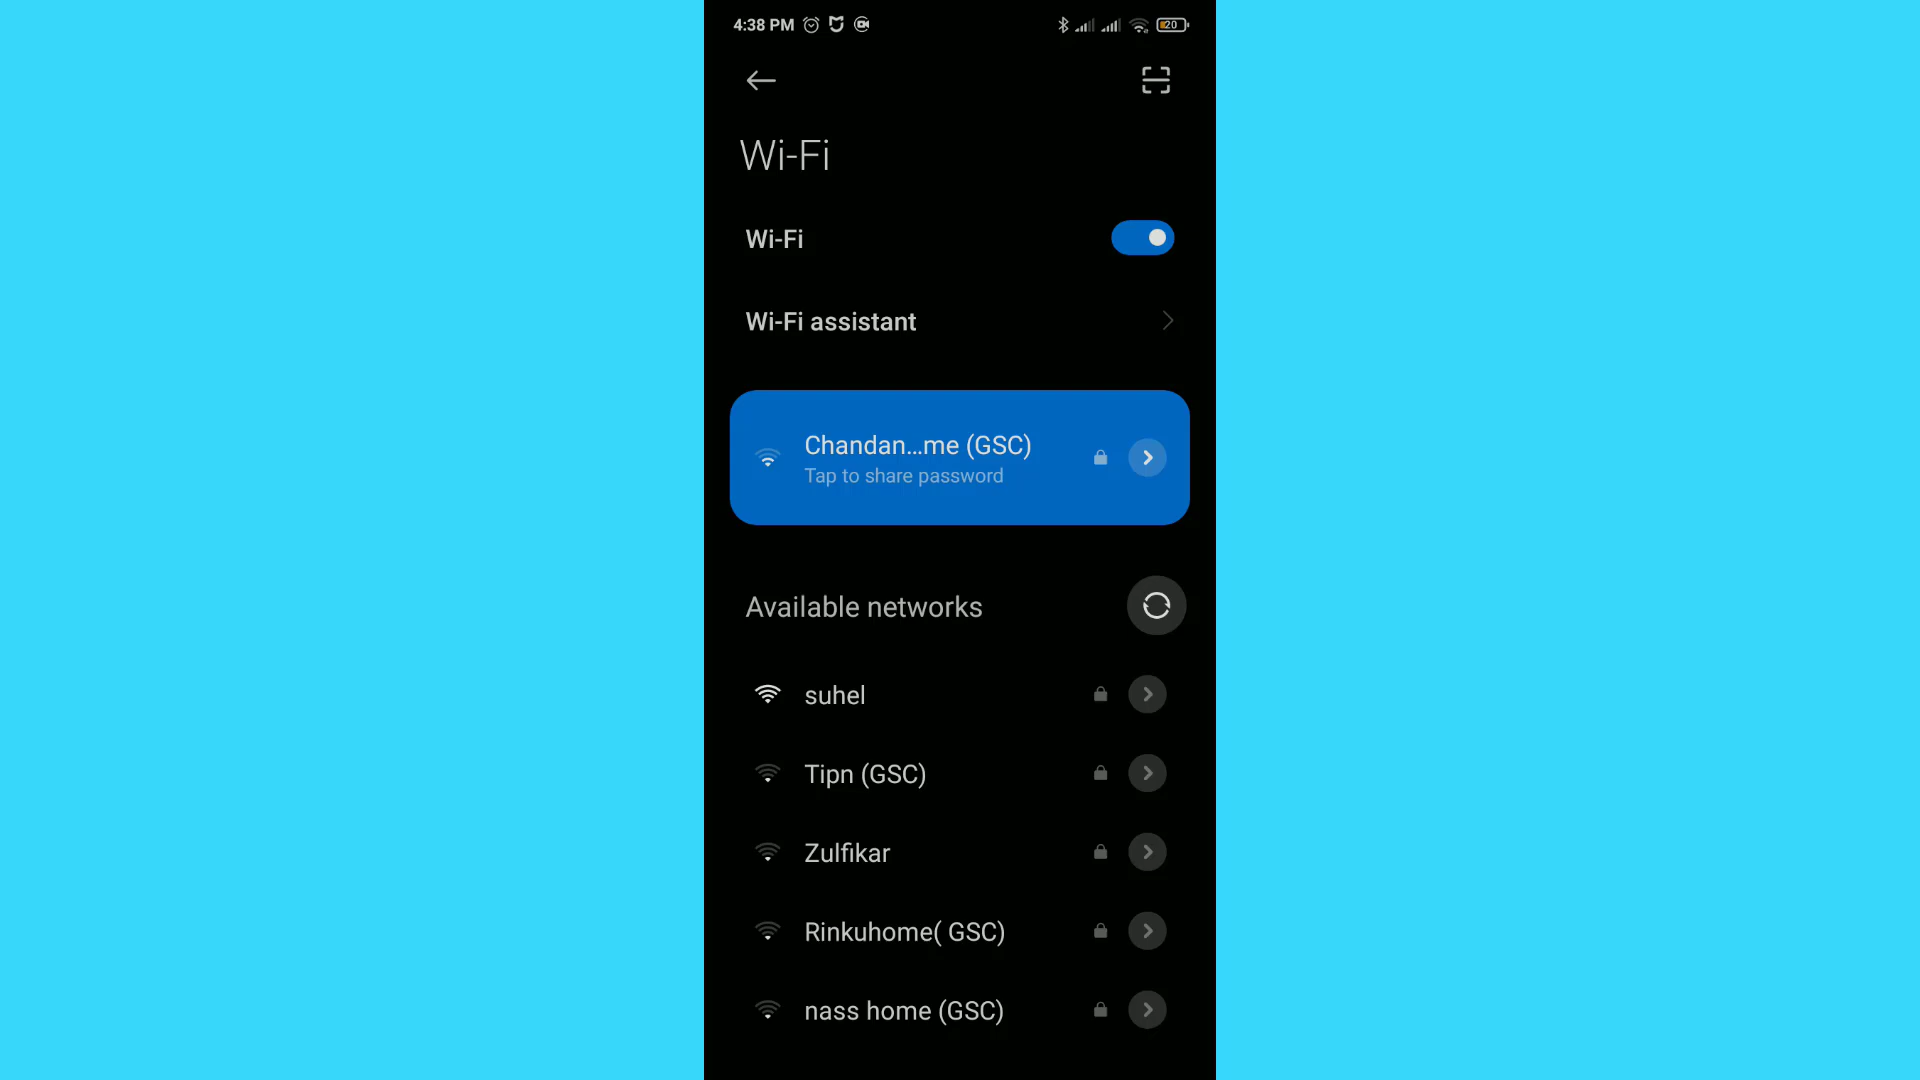 4:38 PM
20
Wi-Fi
Wi-Fi
Wi-Fi assistant
Chandan...me (GSC)
Tap to share password
Available networks
suhel
Tipn (GSC)
Zulfikar
Rinkuhome( GSC)
nass home (GSC)